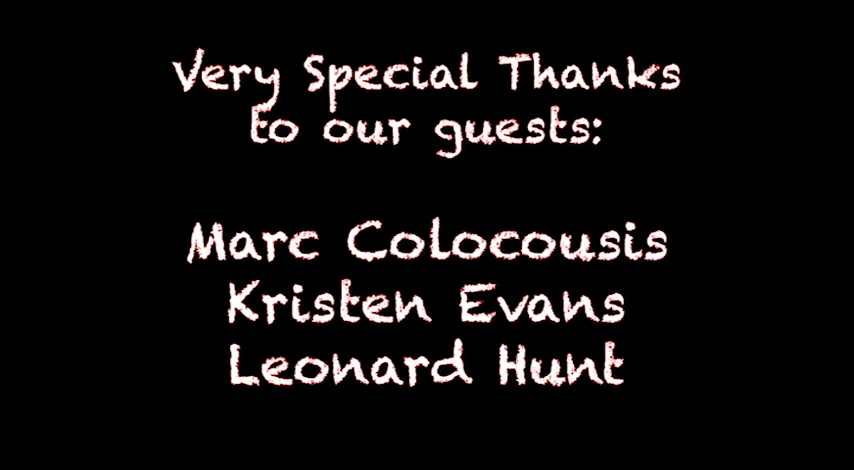 Very Special Thanks
to our guests:
Marc Colocousis
Kristen Evans
Leonard Hunt